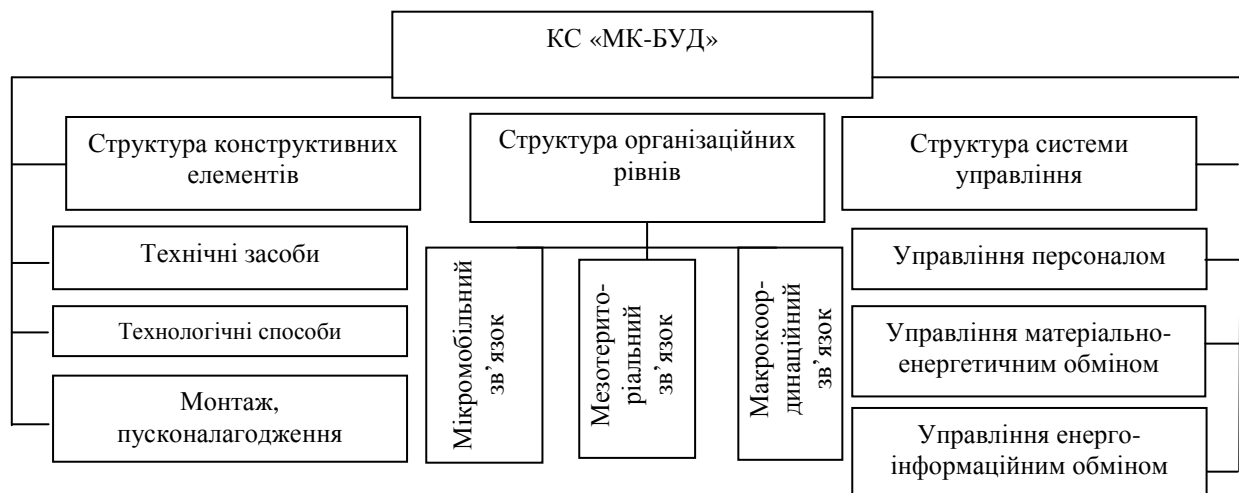 КС «МК-БУД»
Структура конструктивних
елементів
Технічні засоби
Технологічні способи
Монтаж,
пусконалагодження
Структура організаційних
рівнів
Мікромобільний
зв’язок
Мезотерито-
ріальний
зв’язок
Макрокоор-
динаційний
зв’язок
Структура системи
управління
Управління персоналом
Управління матеріально-
енергетичним обміном
Управління енерго-
інформаційним обміном